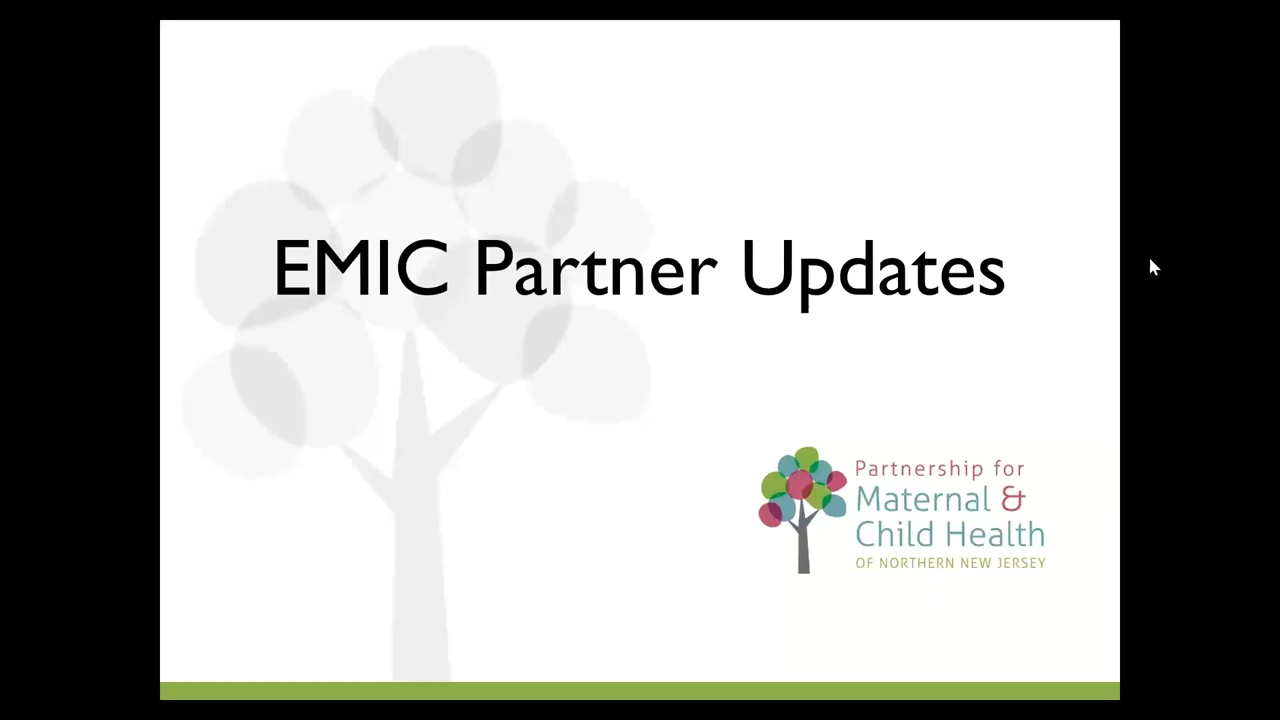 EMIC Partner Updates
Partnership for
Maternal &
Child Health
OF NORTHERN NEW JERSEY